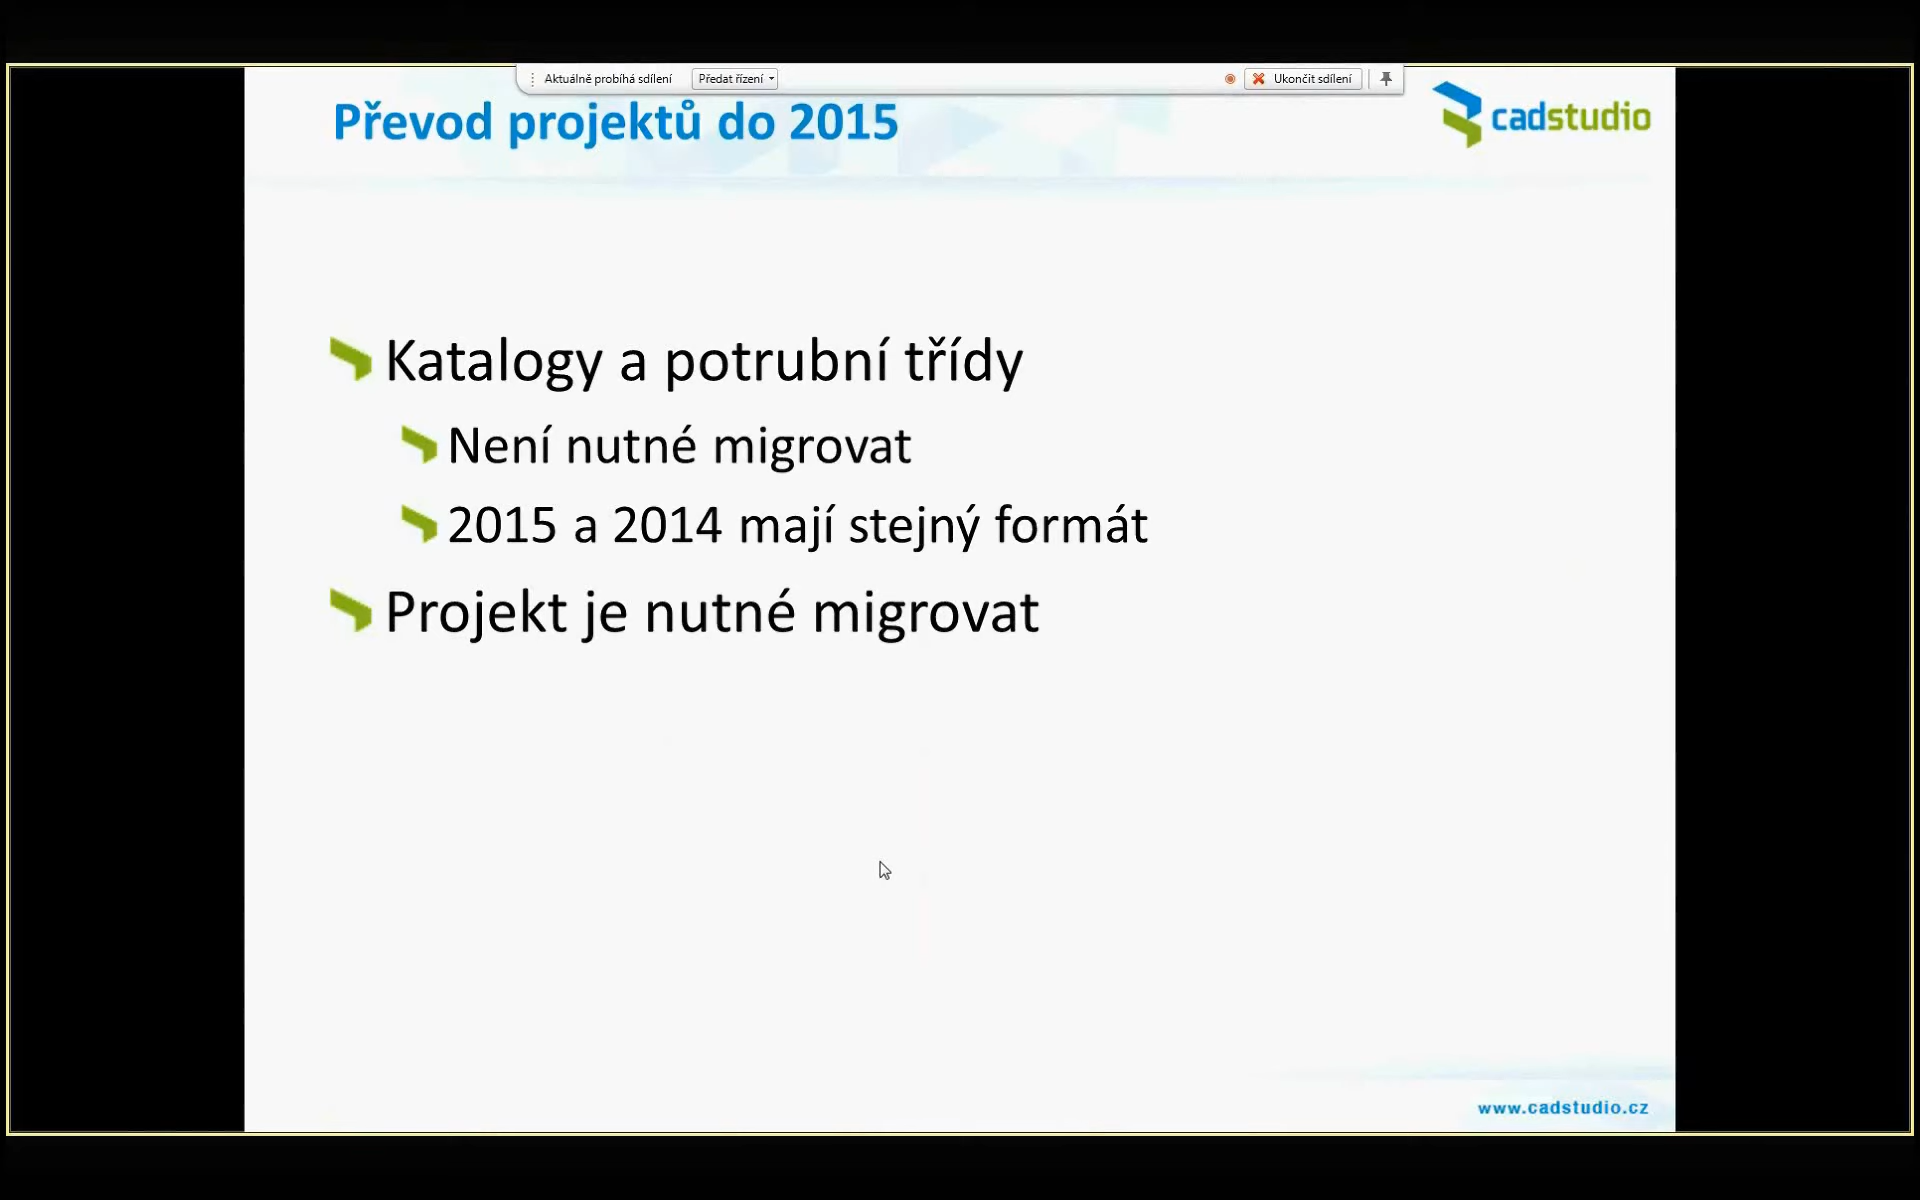 Aktuálně probíhá sdílení Předat řízení Ukončit sdílení
Převod projektů do 2015
cadstudio
Katalogy a potrubní třídy
Není nutné migrovat
2015 a 2014 mají stejný formát
Projekt je nutné migrovat
www.cadstudio.cz